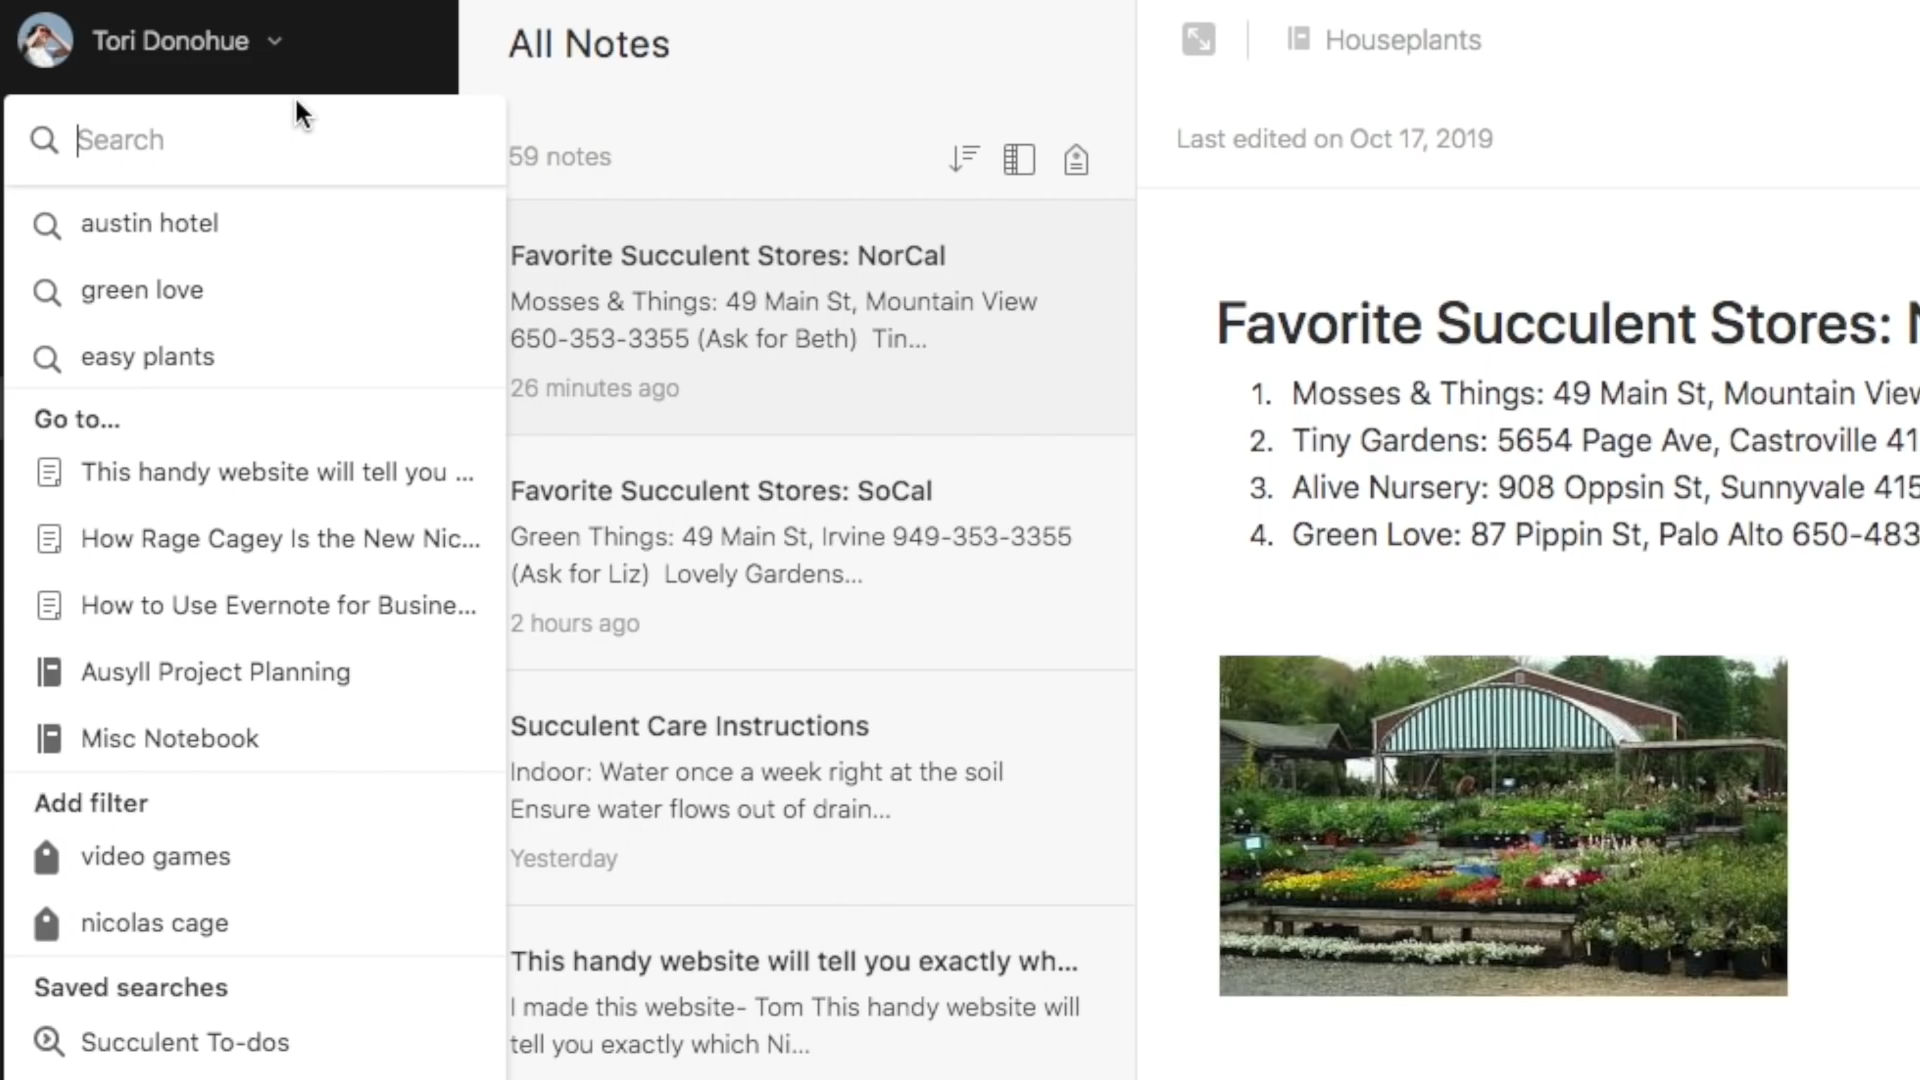 Tori Donohue
Search
austin hotel
green love
easy plants
Go to...
This handy website will tell you ...
How Rage Cagey Is the New Nic...
How to Use Evernote for Busine...
Ausyll Project Planning
Misc Notebook
Add filter
video games
nicolas cage
Saved searches
Succulent To-dos
All Notes
59 notes
Favorite Succulent Stores: NorCal
Mosses & Things: 49 Main St, Mountain View
650-353-3355 (Ask for Beth) Tin...
26 minutes ago
Favorite Succulent Stores: SoCal
Green Things: 49 Main St, Irvine 949-353-3355
(Ask for Liz) Lovely Gardens...
2 hours ago
Succulent Care Instructions
Indoor: Water once a week right at the soil
Ensure water flows out of drain...
Yesterday
This handy website will tell you exactly wh...
I made this website- Tom This handy website will
tell you exactly which Ni...
Houseplants
Last edited on Oct 17, 2019
Favorite Succulent Stores:
1. Mosses & Things: 49 Main St, Mountain View
2. Tiny Gardens: 5654 Page Ave, Castroville 41
3. Alive Nursery: 908 Oppsin St, Sunnyvale 415
4. Green Love: 87 Pippin St, Palo Alto 650-483